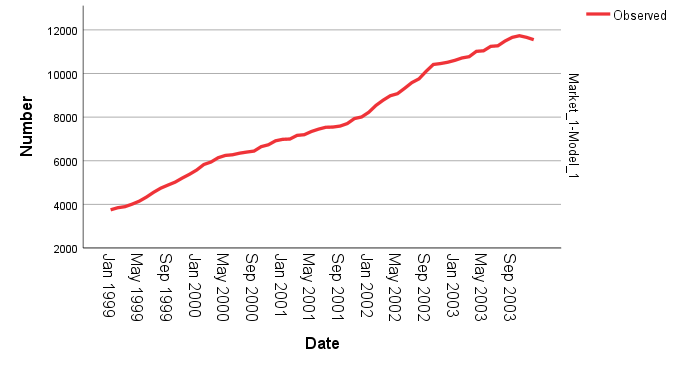 Observed
Number
12000
10000
8000
6000
4000
2000
Market_1-Model_1
Jan 1999
May 1999
Sep 1999
Jan 2000
May 2000
Sep 2000
Jan 2001
May 2001
Sep 2001
Jan 2002
May 2002
Sep 2002
Jan 2003
May 2003
Sep 2003
Date